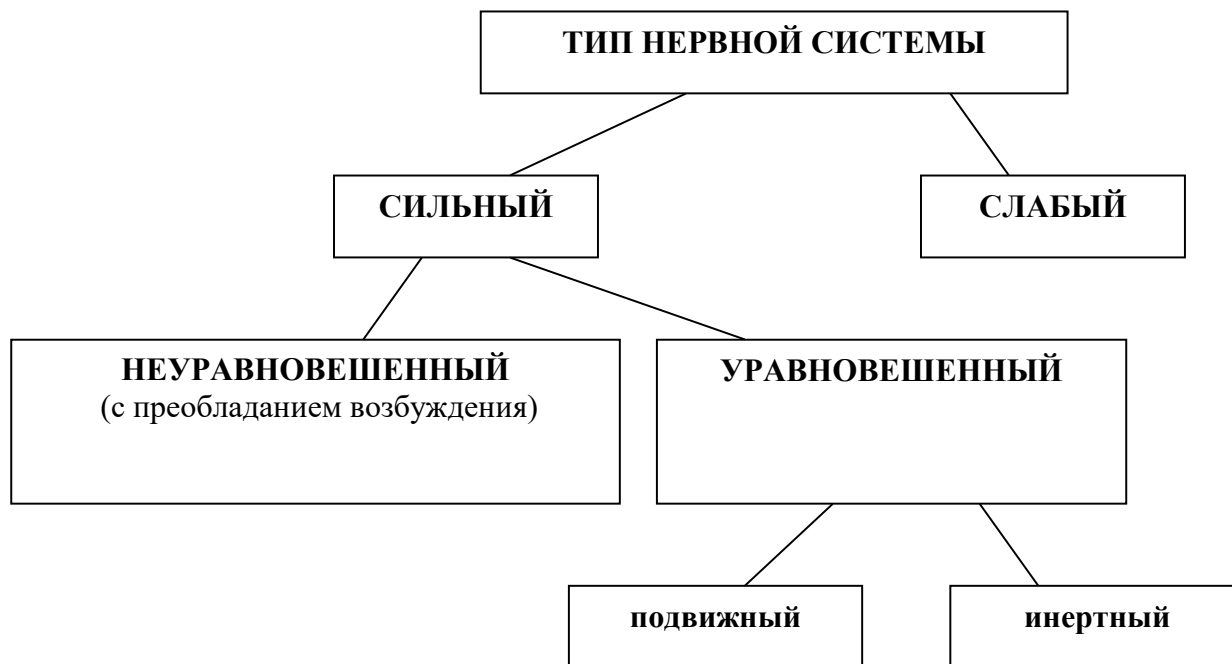 ТИП НЕРВНОЙ СИСТЕМЫ
СИЛЬНЫЙ
СЛАБЫЙ
НЕУРАВНОВЕШЕННЫЙ
(с преобладанием возбуждения)
УРАВНОВЕШЕННЫЙ
подвижный
инертный